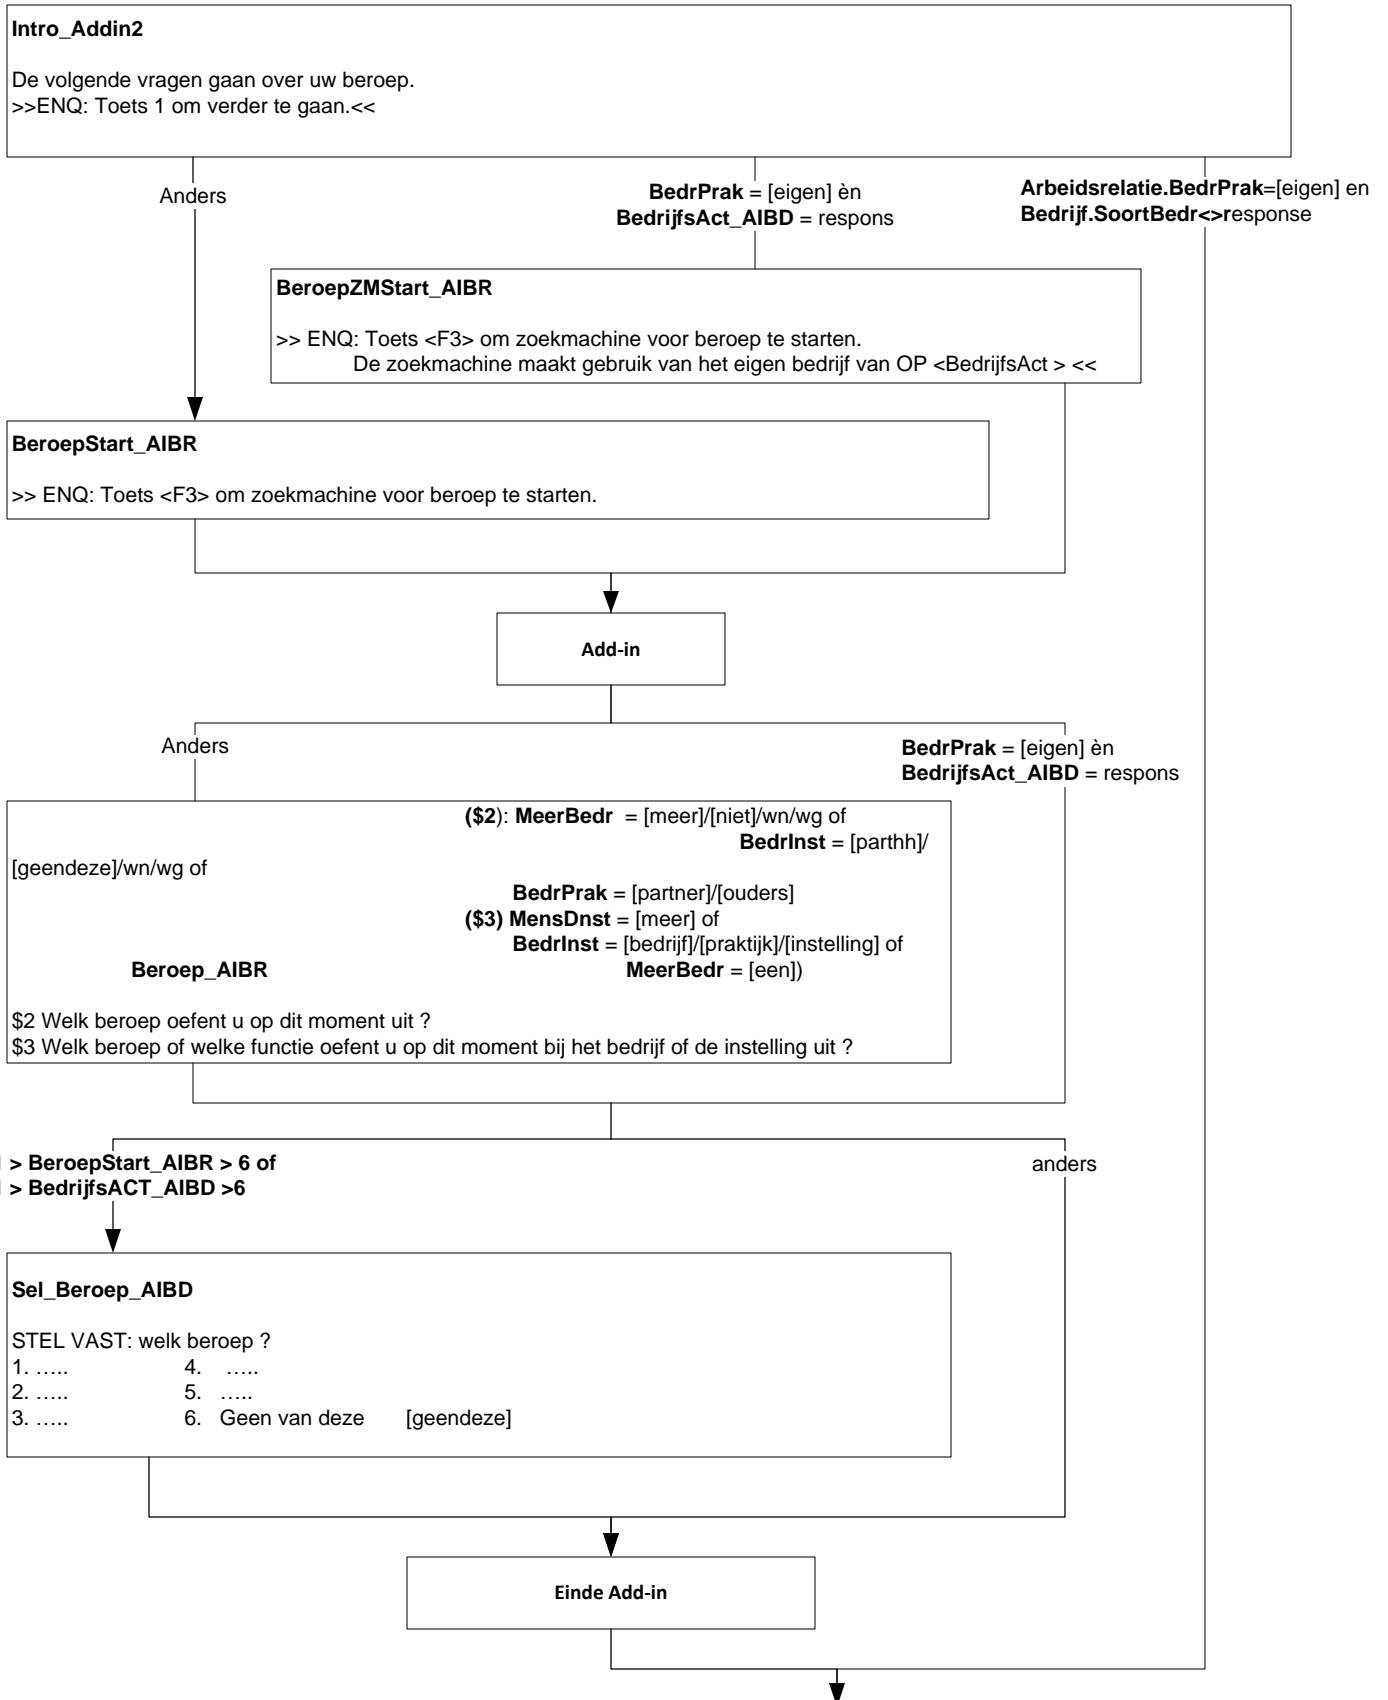 Intro_Addin2
De volgende vragen gaan over uw beroep.
>>ENQ: Toets 1 om verder te gaan.<<
Anders
BedrPrak = [eigen] èn
BedrijfsAct_AIBD = respons
Arbeidsrelatie.BedrPrak=[eigen] en
Bedrijf.SoortBedr<>response
BeroepZMStart_AIBR
>> ENQ: Toets <F3> om zoekmachine voor beroep te starten.
De zoekmachine maakt gebruik van het eigen bedrijf van OP <BedrijfsAct > <<
BeroepStart_AIBR
>> ENQ: Toets <F3> om zoekmachine voor beroep te starten.
Add-in
Anders
BedrPrak = [eigen] èn
BedrijfsAct_AIBD = respons
($2): MeerBedr = [meer]/[niet]/wn/wg of
BedrInst = [parthh]/
[geendeze]/wn/wg of
BedrPrak = [partner]/[ouders]
($3) MensDnst = [meer] of
BedrInst = [bedrijf]/[praktijk]/[instelling] of
Beroep_AIBR MeerBedr = [een])
$2 Welk beroep oefent u op dit moment uit ?
$3 Welk beroep of welke functie oefent u op dit moment bij het bedrijf of de instelling uit ?
> BeroepStart_AIBR > 6 of
> BedrijfsACT_AIBD >6
anders
Sel_Beroep_AIBD
STEL VAST: welk beroep ?
1. ….. 4. …..
2. ….. 5. …..
3. ….. 6. Geen van deze [geendeze]
Einde Add-in